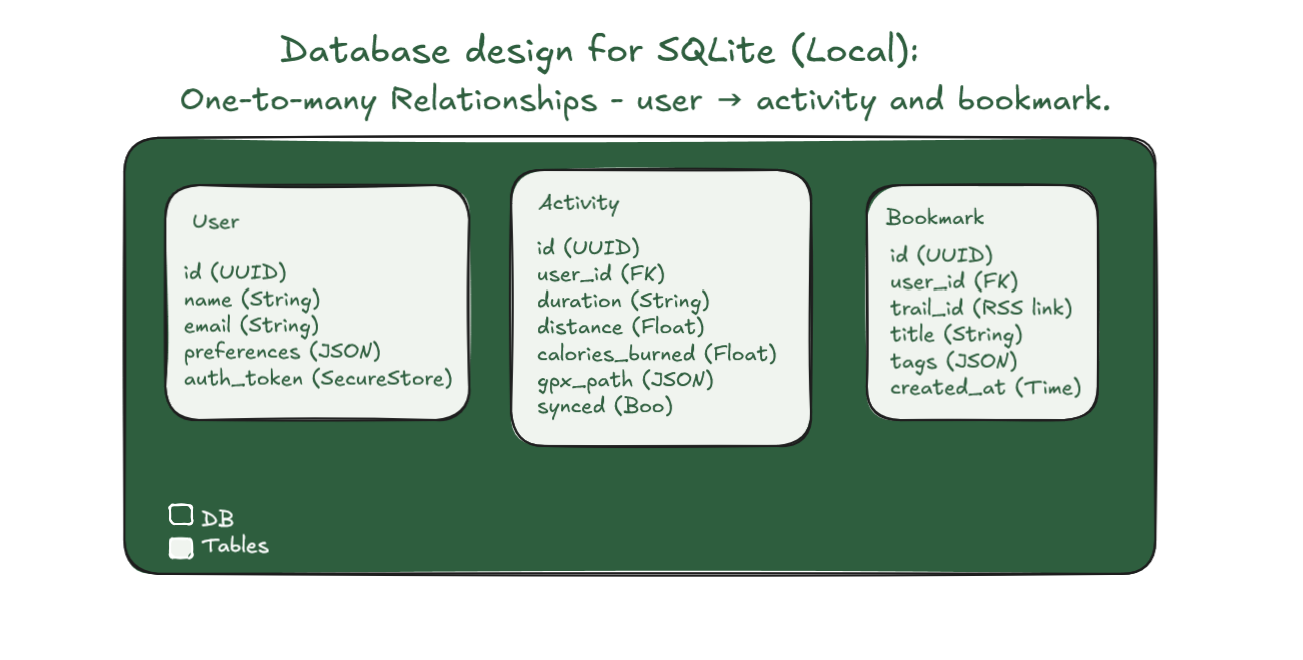 Database design for SQLite (Local):
One-to-many Relationships - user → activity and bookmark.
User
id (UUID)
name (String)
email (String)
preferences (JSON)
auth_token (SecureStore)
Activity
id (UUID)
user_id (FK)
duration (String)
distance (Float)
calories_burned (Float)
gpx_path (JSON)
synced (Boo)
Bookmark
id (UUID)
user_id (FK)
trail_id (RSS link)
title (String)
tags (JSON)
created_at (Time)
DB
Tables